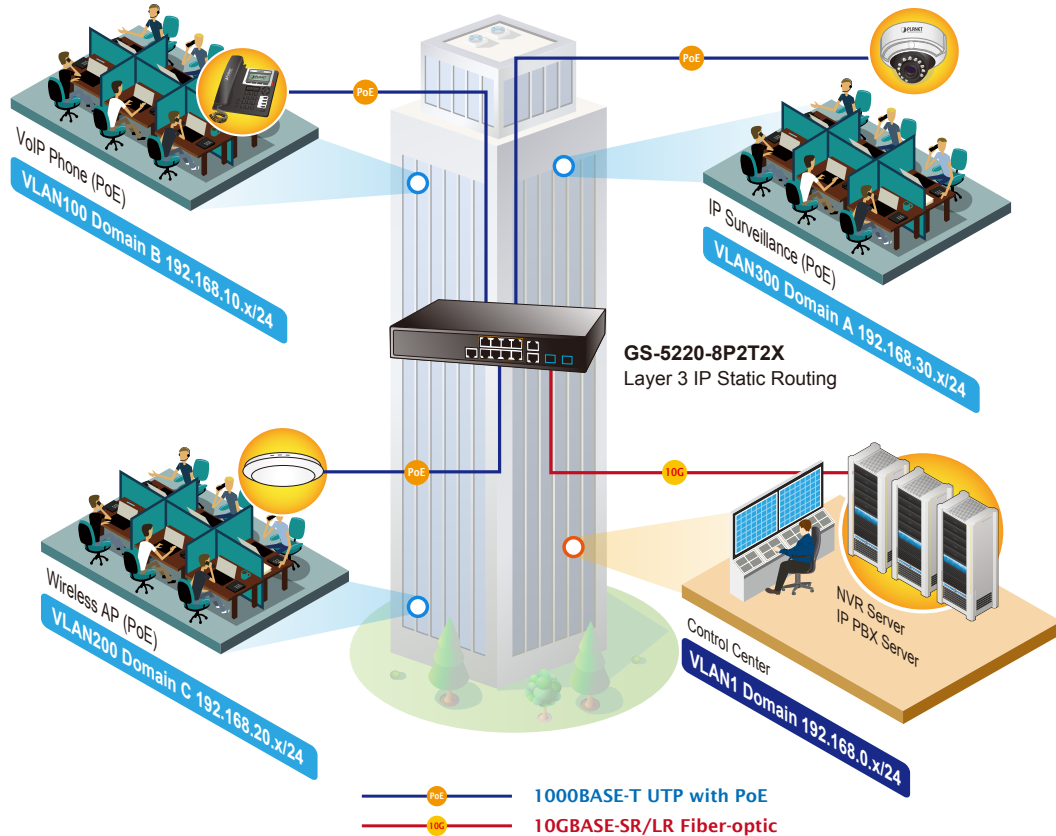 PoE
PoE
PLANET
VoIP Phone (PoE)
VLAN100 Domain B 192.168.10.x/24
IP Surveillance (PoE)
VLAN300 Domain A 192.168.30.x/24
GS-5220-8P2T2X
Layer 3 IP Static Routing
PoE
10G
Wireless AP (PoE)
VLAN200 Domain C 192.168.20.x/24
NVR Server
IP PBX Server
Control Center
VLAN1 Domain 192.168.0.x/24
PoE
1000BASE-T UTP with PoE
10G
10GBASE-SR/LR Fiber-optic